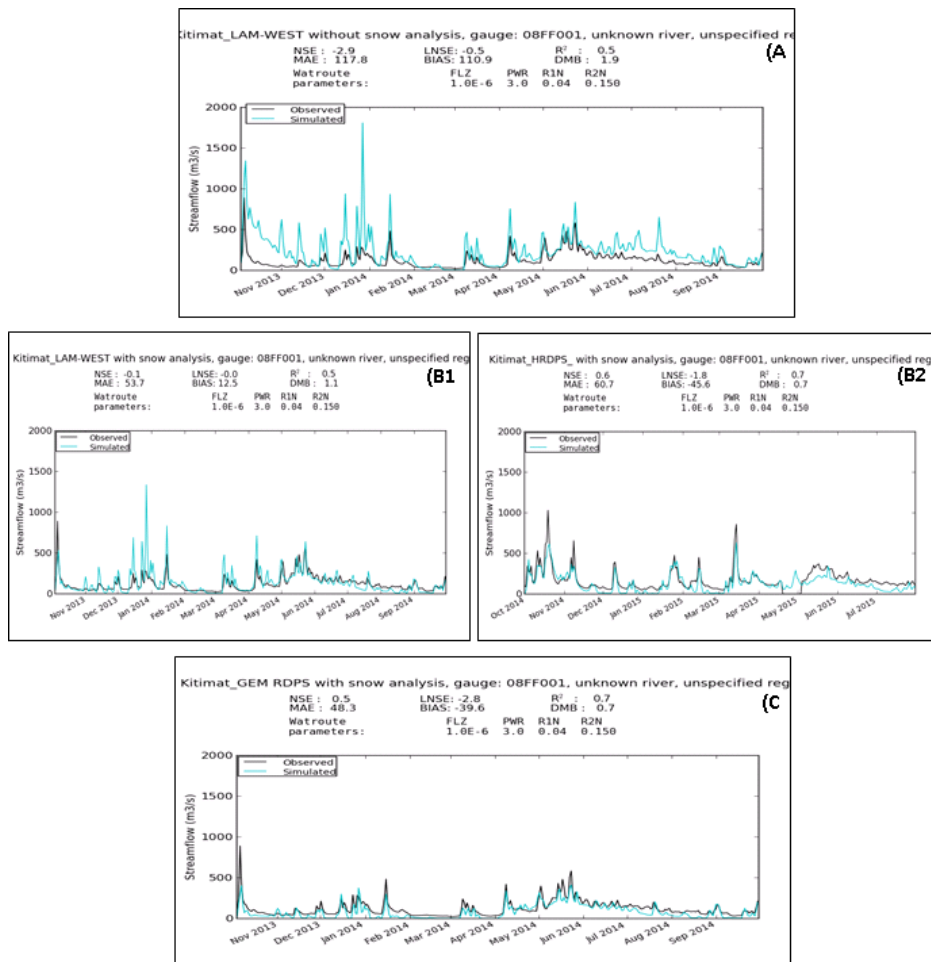 Kitimat_LAM-WEST without snow analysis, gauge: 08FF001, unknown river, unspecified reg
(A
NSE : -2.9 LNSE: -0.5 R² : 0.5
MAE : 117.8 BIAS: 110.9 DMB : 1.9
Watroute FLZ PWR R1N R2N
parameters: 1.0E-6 3.0 0.04 0.150
Observed
Simulated
Streamflow (m3/s)
2000
1500
1000
500
0
Nov 2013 Dec 2013 Jan 2014 Feb 2014 Mar 2014 Apr 2014 May 2014 Jun 2014 Jul 2014 Aug 2014 Sep 2014
Kitimat_LAM-WEST with snow analysis, gauge: 08FF001, unknown river, unspecified reg
(B1
NSE : -0.1 LNSE: -0.0 R² : 0.5
MAE : 53.7 BIAS: 12.5 DMB : 1.1
Watroute FLZ PWR R1N R2N
parameters: 1.0E-6 3.0 0.04 0.150
Observed
Simulated
Streamflow (m3/s)
2000
1500
1000
500
0
Nov 2013 Dec 2013 Jan 2014 Feb 2014 Mar 2014 Apr 2014 May 2014 Jun 2014 Jul 2014 Aug 2014 Sep 2014
Kitimat_HRDPS_ with snow analysis, gauge: 08FF001, unknown river, unspecified reg
(B2
NSE : 0.6 LNSE: -1.8 R² : 0.7
MAE : 60.7 BIAS: -45.6 DMB : 0.7
Watroute FLZ PWR R1N R2N
parameters: 1.0E-6 3.0 0.04 0.150
Observed
Simulated
Streamflow (m3/s)
2000
1500
1000
500
0
Oct 2014 Nov 2014 Dec 2014 Jan 2015 Feb 2015 Mar 2015 Apr 2015 May 2015 Jun 2015 Jul 2015
Kitimat_GEM RDPS with snow analysis, gauge: 08FF001, unknown river, unspecified reg
(C
NSE : 0.5 LNSE: -2.8 R² : 0.7
MAE : 48.3 BIAS: -39.6 DMB : 0.7
Watroute FLZ PWR R1N R2N
parameters: 1.0E-6 3.0 0.04 0.150
Observed
Simulated
Streamflow (m3/s)
2000
1500
1000
500
0
Nov 2013 Dec 2013 Jan 2014 Feb 2014 Mar 2014 Apr 2014 May 2014 Jun 2014 Jul 2014 Aug 2014 Sep 2014